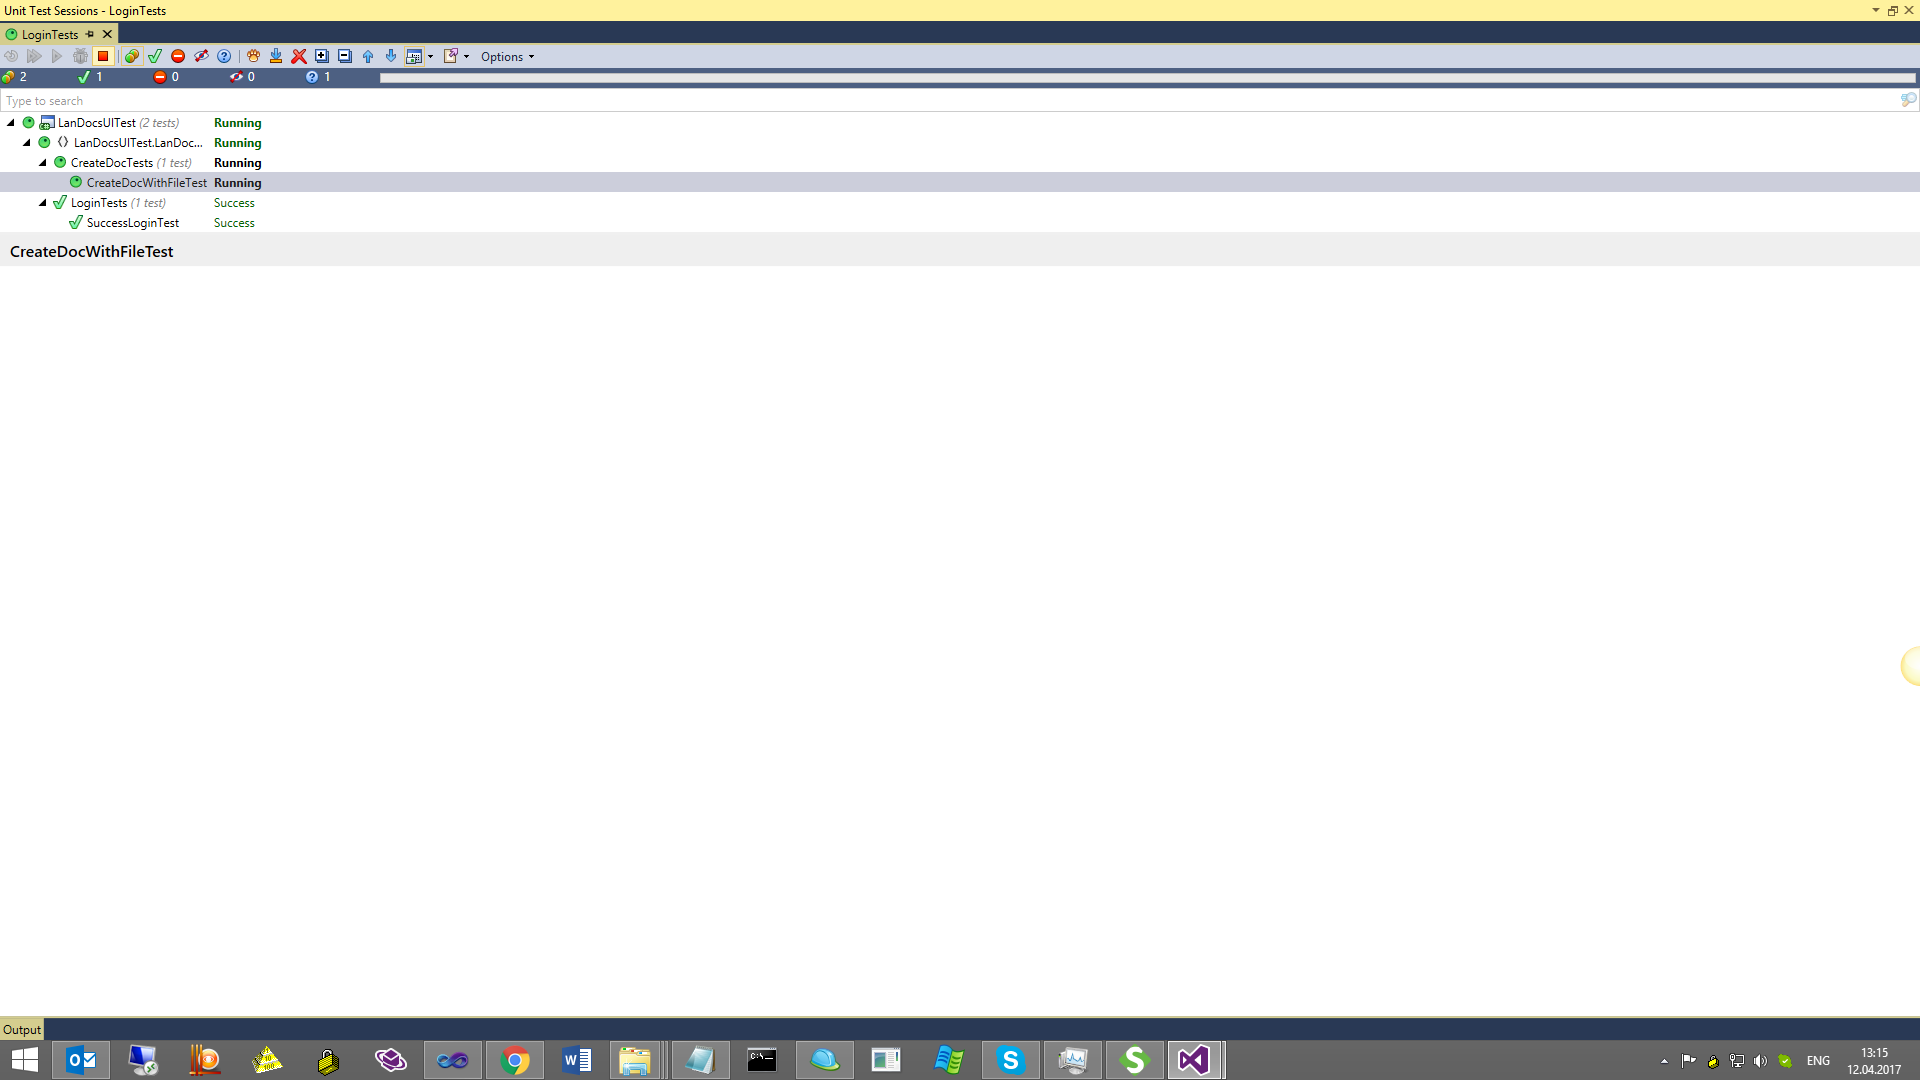 Unit Test Sessions - LoginTests
LoginTests
Options
2 1 0 0 1
Type to search
LanDocsUITest (2 tests) Running
LanDocsUITest.LanDoc... Running
CreateDocTests (1 test) Running
CreateDocWithFileTest Running
LoginTests (1 test) Success
SuccessLoginTest Success
CreateDocWithFileTest
Output
ENG
13:15
12.04.2017